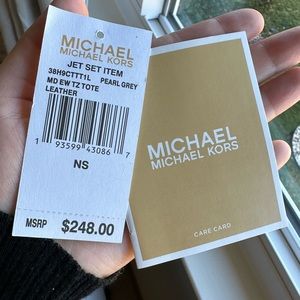 MICHAEL
MICHAEL KORS
JET SET ITEM
38H9CTTT1L PEARL GREY
MD EW TZ TOTE
LEATHER
1 93599 43086 7
NS
MSRP $248.00
MICHAEL
MICHAEL KORS
CARE CARD